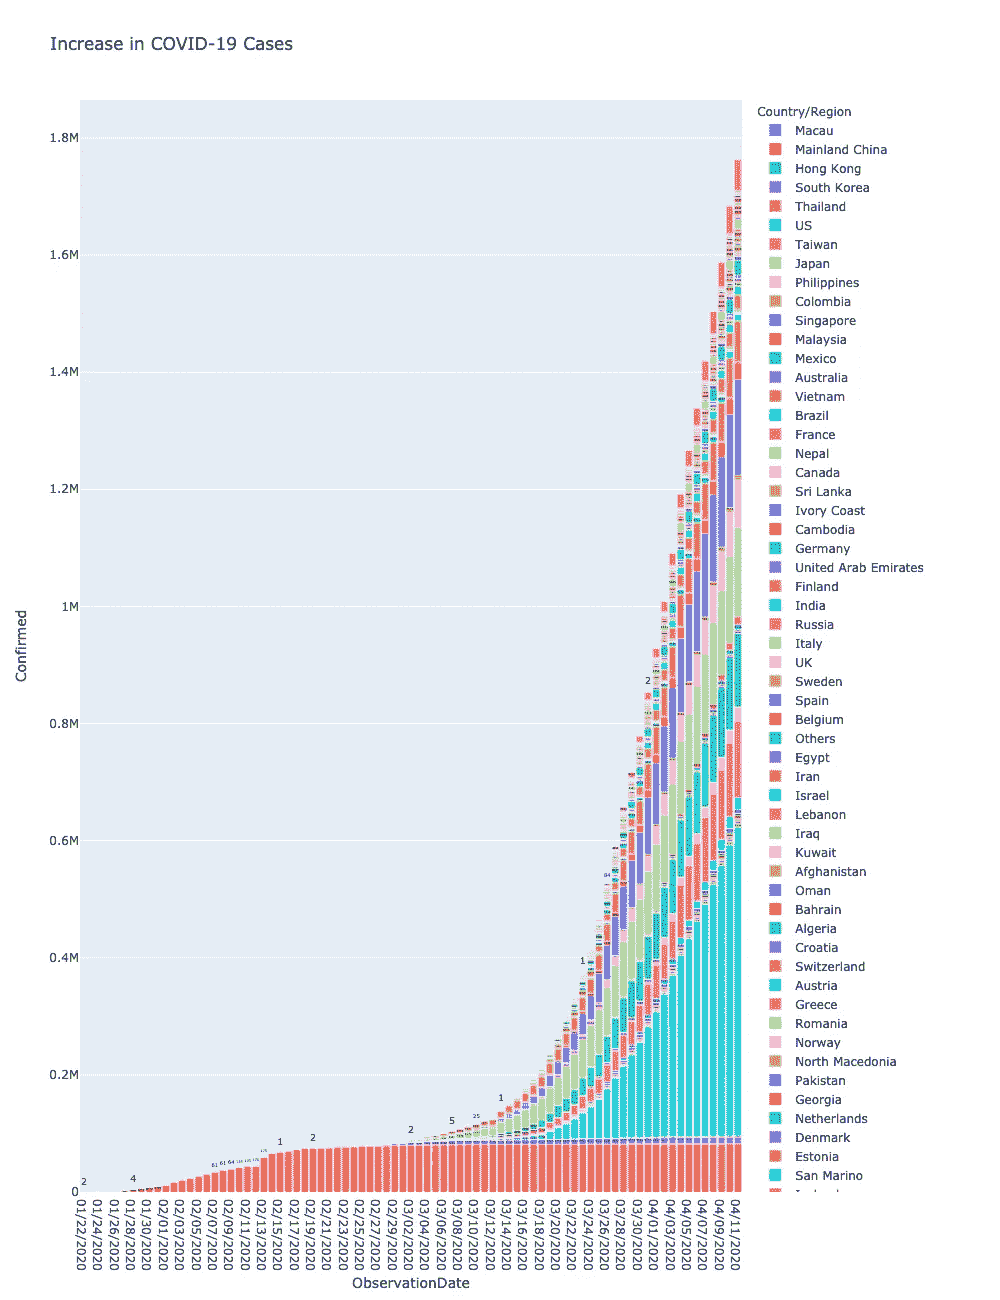 Increase in COVID-19 Cases
Country/Region
Macau
Mainland China
Hong Kong
South Korea
Thailand
US
Taiwan
Japan
Philippines
Colombia
Singapore
Malaysia
Mexico
Australia
Vietnam
Brazil
France
Nepal
Canada
Sri Lanka
Ivory Coast
Cambodia
Germany
United Arab Emirates
Finland
India
Russia
Italy
UK
Sweden
Spain
Belgium
Others
Egypt
Iran
Israel
Lebanon
Iraq
Kuwait
Afghanistan
Oman
Bahrain
Algeria
Croatia
Switzerland
Austria
Greece
Romania
Norway
North Macedonia
Pakistan
Georgia
Netherlands
Denmark
Estonia
San Marino
1.8M
1.6M
1.4M
1.2M
1M
0.8M
0.6M
0.4M
0.2M
0
Confirmed
2
4
61
61
64
1
2
2
5
25
1
1
84
2
01/22/2020
01/24/2020
01/26/2020
01/28/2020
01/30/2020
02/01/2020
02/03/2020
02/05/2020
02/07/2020
02/09/2020
02/11/2020
02/13/2020
02/15/2020
02/17/2020
02/19/2020
02/21/2020
02/23/2020
02/25/2020
02/27/2020
02/29/2020
03/02/2020
03/04/2020
03/06/2020
03/08/2020
03/10/2020
03/12/2020
03/14/2020
03/16/2020
03/18/2020
03/20/2020
03/22/2020
03/24/2020
03/26/2020
03/28/2020
03/30/2020
04/01/2020
04/03/2020
04/05/2020
04/07/2020
04/09/2020
04/11/2020
ObservationDate